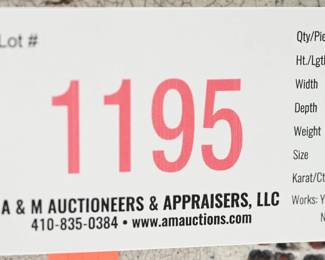 Lot #
1195
A & M AUCTIONEERS & APPRAISERS, LLC
410-835-0384 • www.amauctions.com
Qty/Pie
Ht./Lgth
Width
Depth
Weight
Size
Karat/Ct
Works: Y
N